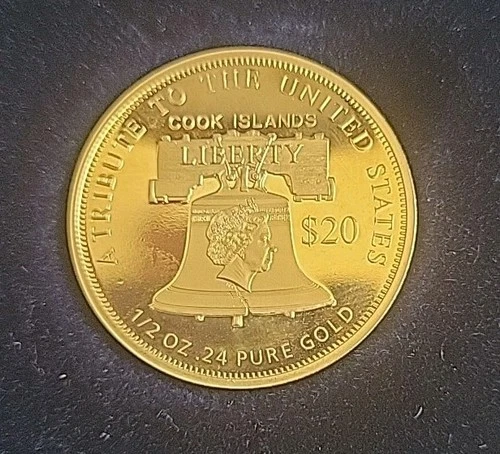 A TRIBUTE TO THE UNITED STATES
COOK ISLANDS
LIBERTY
$20
1/2 OZ .24 PURE GOLD